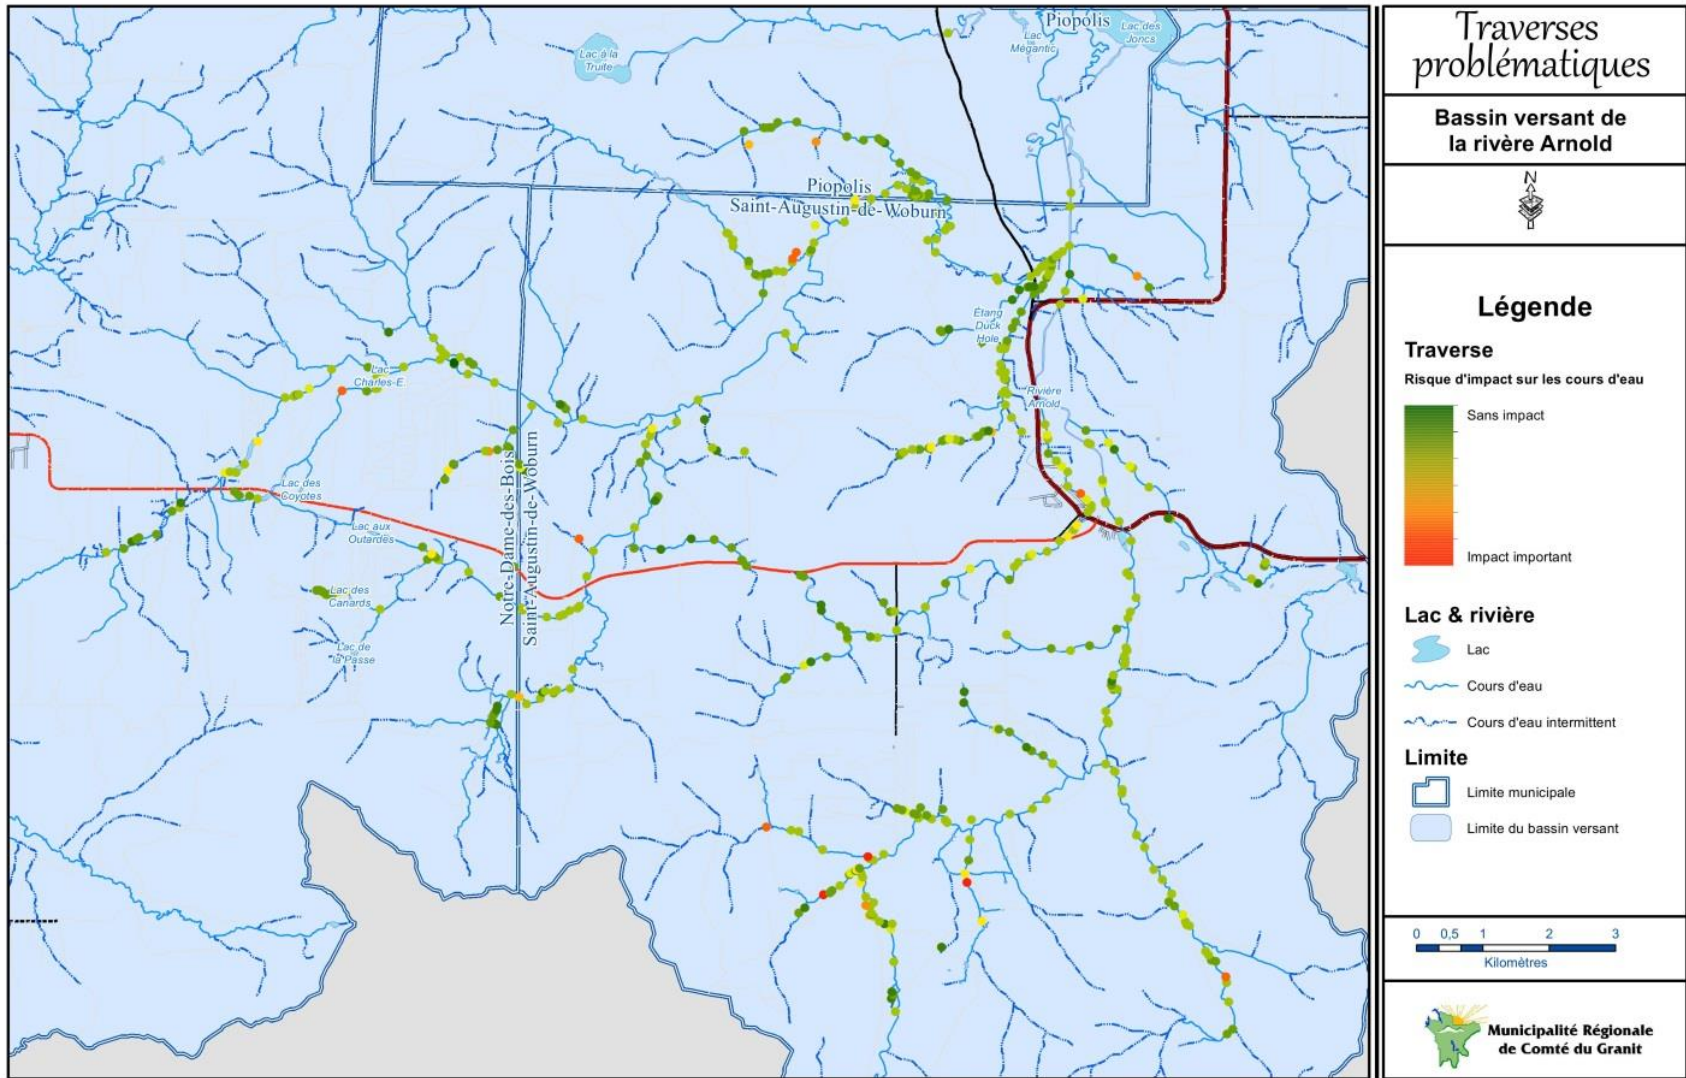 Piopolis
Lac des
Joncs
Lac
Mégantic
Lac à la
Truite
Piopolis
Saint-Augustin-de-Woburn
Étang
Duck
Hole
Lac
Charles-E.
Rivière
Arnold
Notre-Dame-des-Bois
Saint-Augustin-de-Woburn
Lac des
Coyotes
Lac aux
Outardes
Lac des
Canards
Lac de
la Passe
Traverses
problématiques
Bassin versant de
la rivère Arnold
N
Légende
Traverse
Risque d'impact sur les cours d'eau
Sans impact
Impact important
Lac & rivière
Lac
Cours d'eau
Cours d'eau intermittent
Limite
Limite municipale
Limite du bassin versant
0 0,5 1 2 3
Kilomètres
Municipalité Régionale
de Comté du Granit